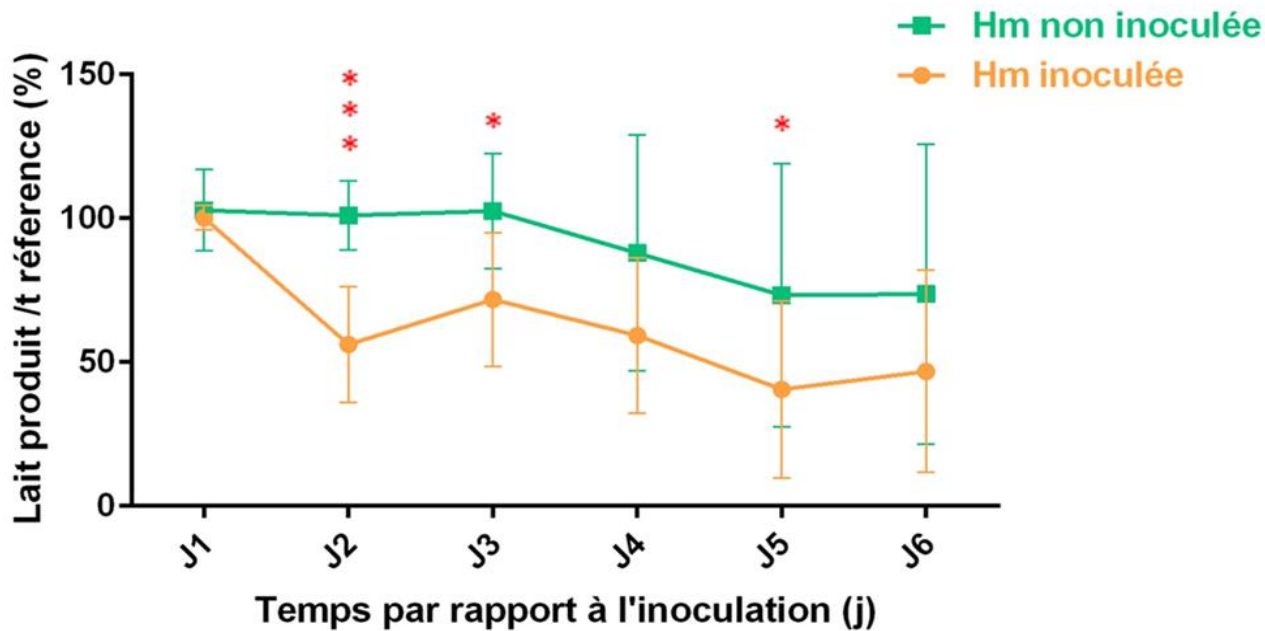 Hm non inoculée
Hm inoculée
Lait produit /t réference (%)
150
100
50
0
***
*
*
J1 J2 J3 J4 J5 J6
Temps par rapport à l'inoculation (j)